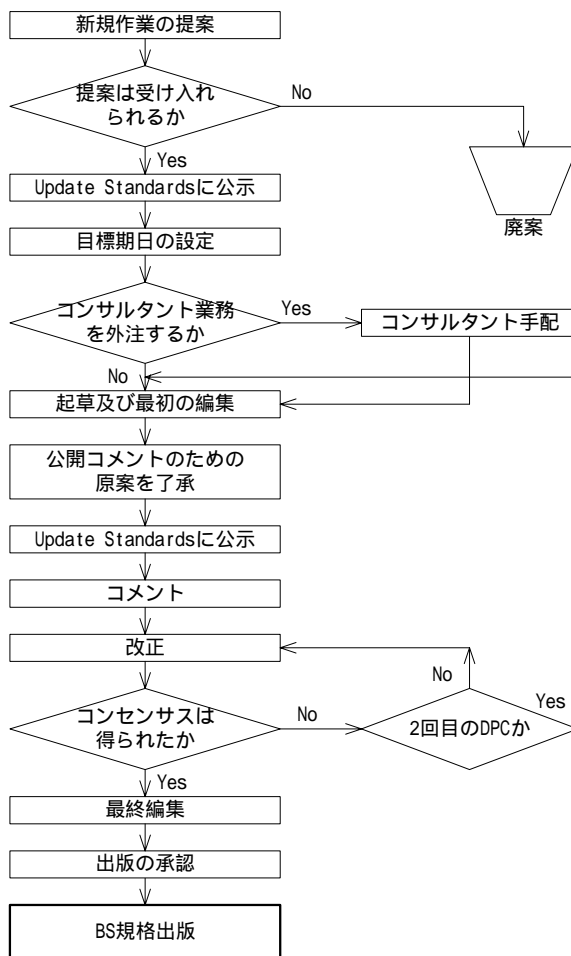 新規作業の提案
提案は受け入れ
られるか
No
Yes
廃案
Update Standardsに公示
目標期日の設定
コンサルタント業務
を外注するか
Yes
コンサルタント手配
No
起草及び最初の編集
公開コメントのための
原案を了承
Update Standardsに公示
コメント
改正
No
コンセンサスは
得られたか
No
2回目のDPCか
Yes
Yes
最終編集
出版の承認
BS規格出版